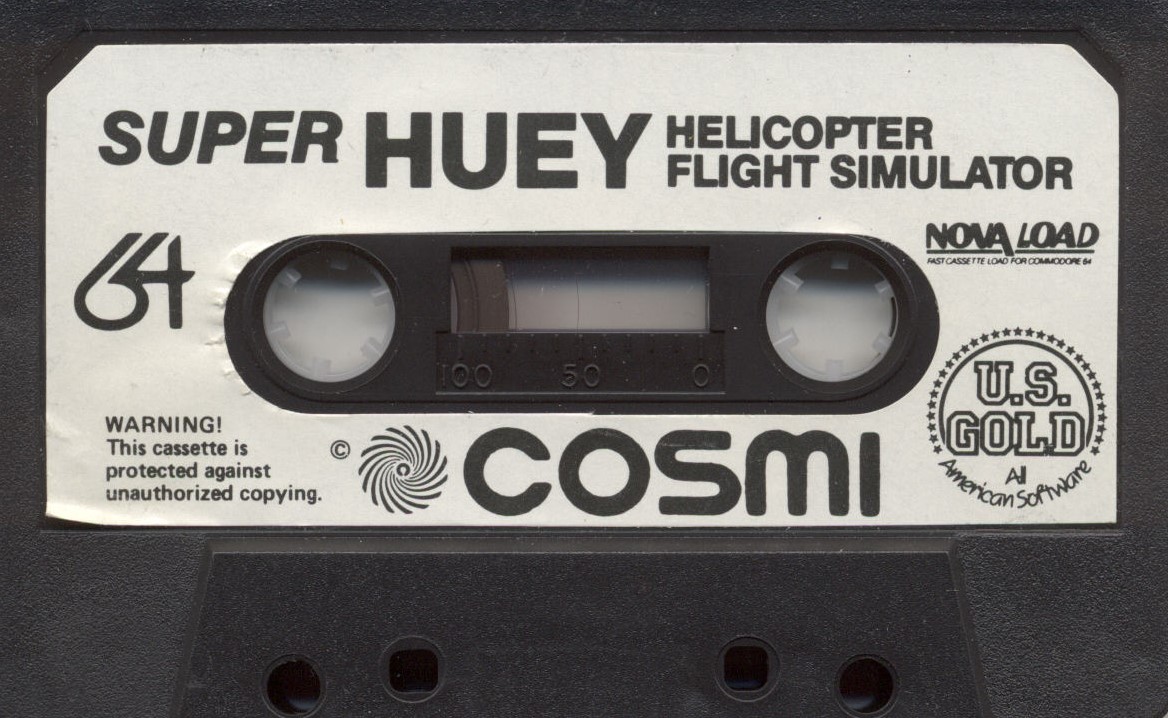 SUPER HUEY HELICOPTER
FLIGHT SIMULATOR
64
NOVA LOAD
FAST CASSETTE LOAD FOR COMMODORE 64
100 50 0
U.S.
GOLD
All
American Software
WARNING!
This cassette is
protected against
unauthorized copying.
© COSMI